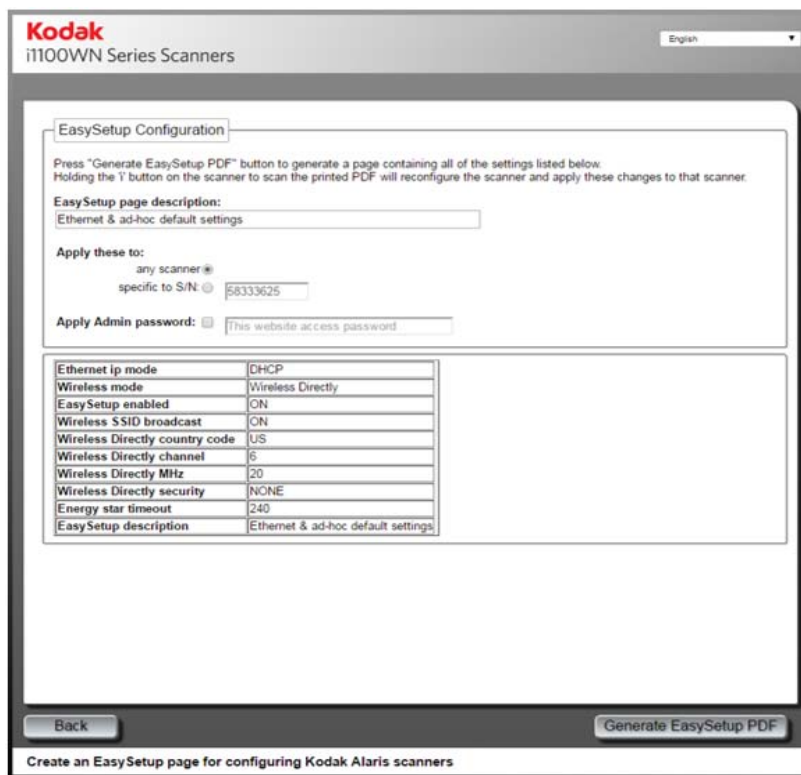 Kodak
i1100WN Series Scanners
English
EasySetup Configuration
Press "Generate EasySetup PDF" button to generate a page containing all of the settings listed below.
Holding the 'i' button on the scanner to scan the printed PDF will reconfigure the scanner and apply these changes to that scanner.
EasySetup page description:
Ethernet & ad-hoc default settings
Apply these to:
any scanner
specific to S/N: 58333625
Apply Admin password: This website access password
Ethernet ip mode DHCP
Wireless mode Wireless Directly
EasySetup enabled ON
Wireless SSID broadcast ON
Wireless Directly country code US
Wireless Directly channel 6
Wireless Directly MHz 20
Wireless Directly security NONE
Energy star timeout 240
EasySetup description Ethernet & ad-hoc default settings
Back
Generate EasySetup PDF
Create an EasySetup page for configuring Kodak Alaris scanners